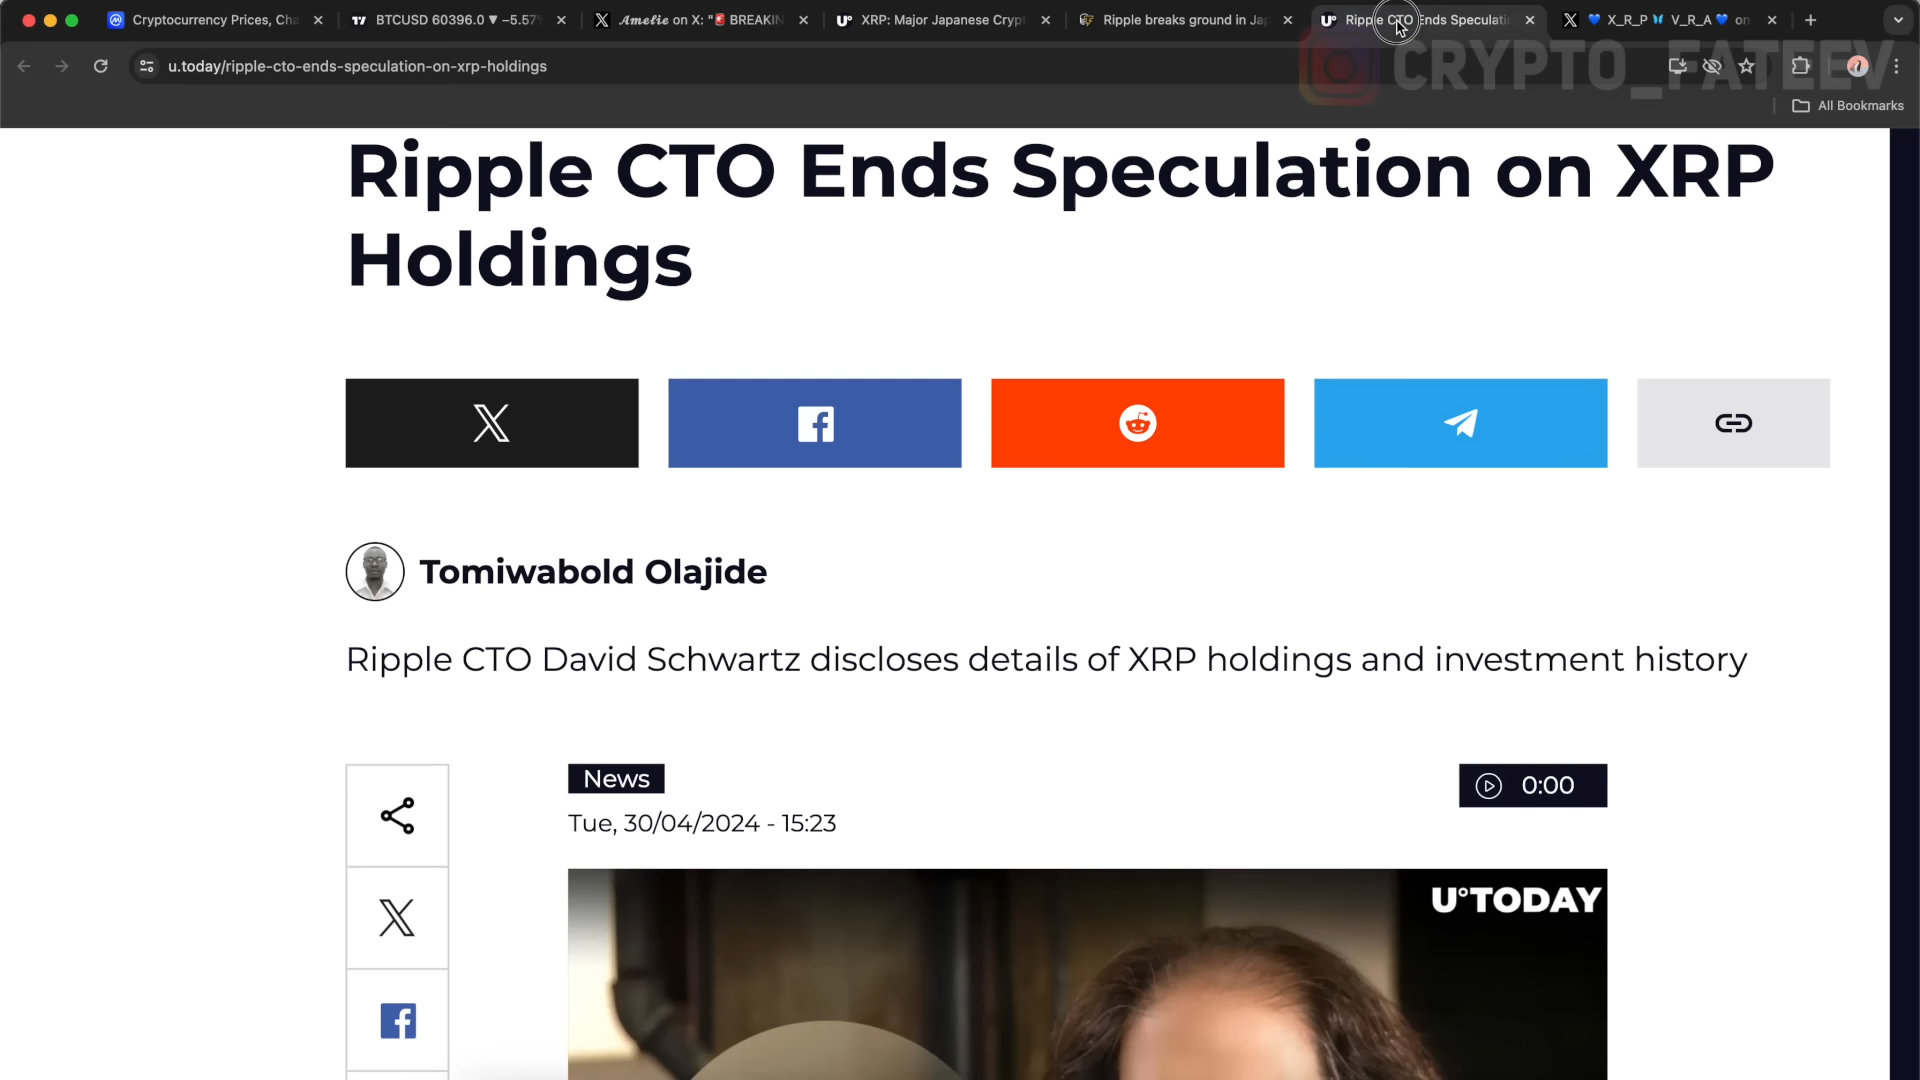 Cryptocurrency Prices, Cha
BTCUSD 60396.0 ▼ −5.57%
𝓐𝓶𝓮𝓵𝓲𝓮 on X: "🚨 BREAKIN
XRP: Major Japanese Crypt
Ripple breaks ground in Jap
Ripple CTO Ends Speculati
💙 X_R_P 🦋 V_R_A 💙 on
u.today/ripple-cto-ends-speculation-on-xrp-holdings
CRYPTO_FATEEV
All Bookmarks
Ripple CTO Ends Speculation on XRP
Holdings
Tomiwabold Olajide
Ripple CTO David Schwartz discloses details of XRP holdings and investment history
News
0:00
Tue, 30/04/2024 - 15:23
U°TODAY